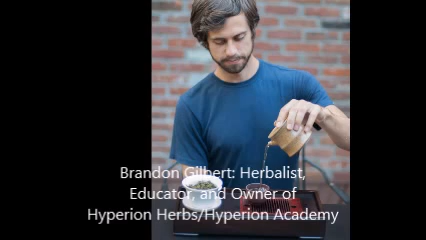 Brandon Gilbert: Herbalist,
Educator, and Owner of
Hyperion Herbs/Hyperion Academy